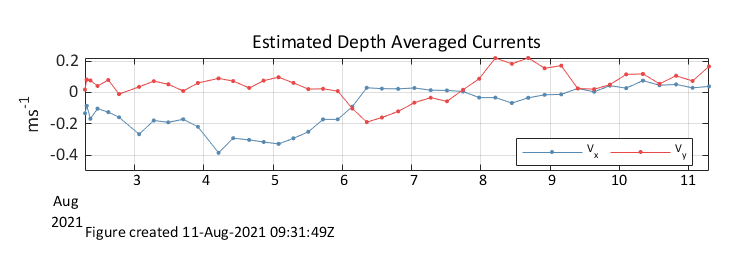 Estimated Depth Averaged Currents
ms-1
0.2
0
-0.2
-0.4
Vx Vy
3 4 5 6 7 8 9 10 11
Aug
2021
Figure created 11-Aug-2021 09:31:49Z